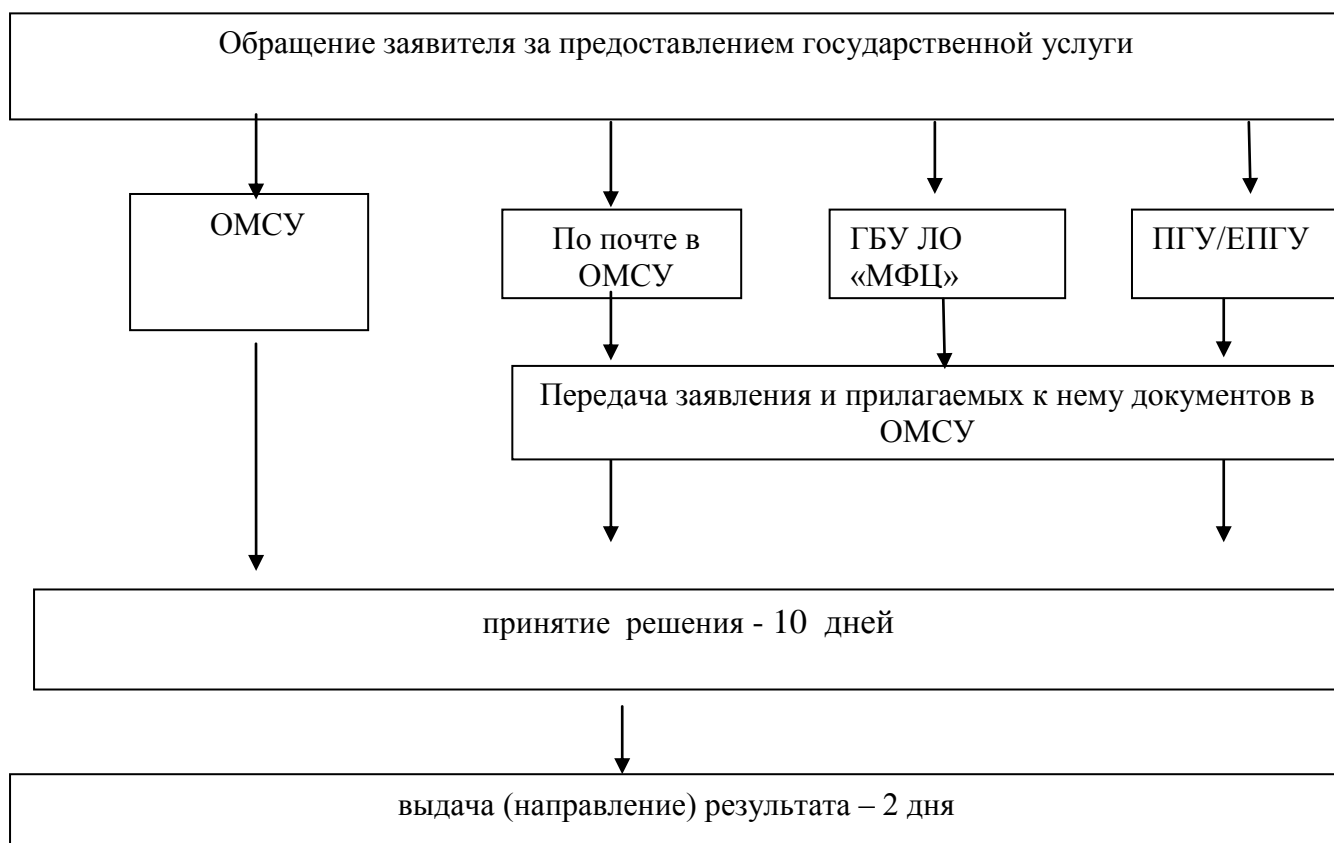 Обращение заявителя за предоставлением государственной услуги
ОМСУ
По почте в
ОМСУ
ГБУ ЛО
«МФЦ»
ПГУ/ЕПГУ
Передача заявления и прилагаемых к нему документов в
ОМСУ
принятие решения - 10 дней
выдача (направление) результата – 2 дня